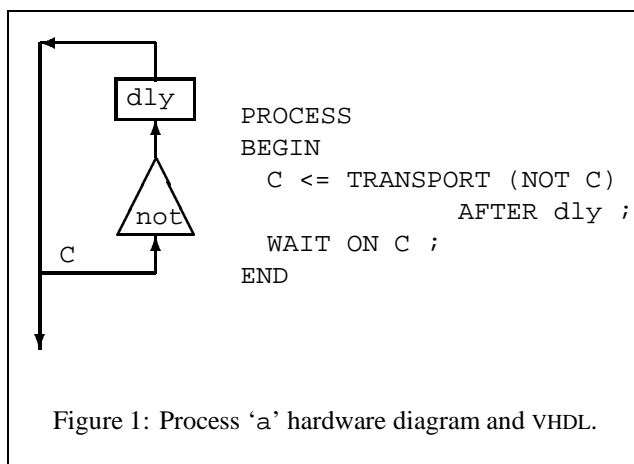 dly
not
C
PROCESS
BEGIN
C <= TRANSPORT (NOT C)
AFTER dly ;
WAIT ON C ;
END
Figure 1: Process ‘a’ hardware diagram and VHDL.